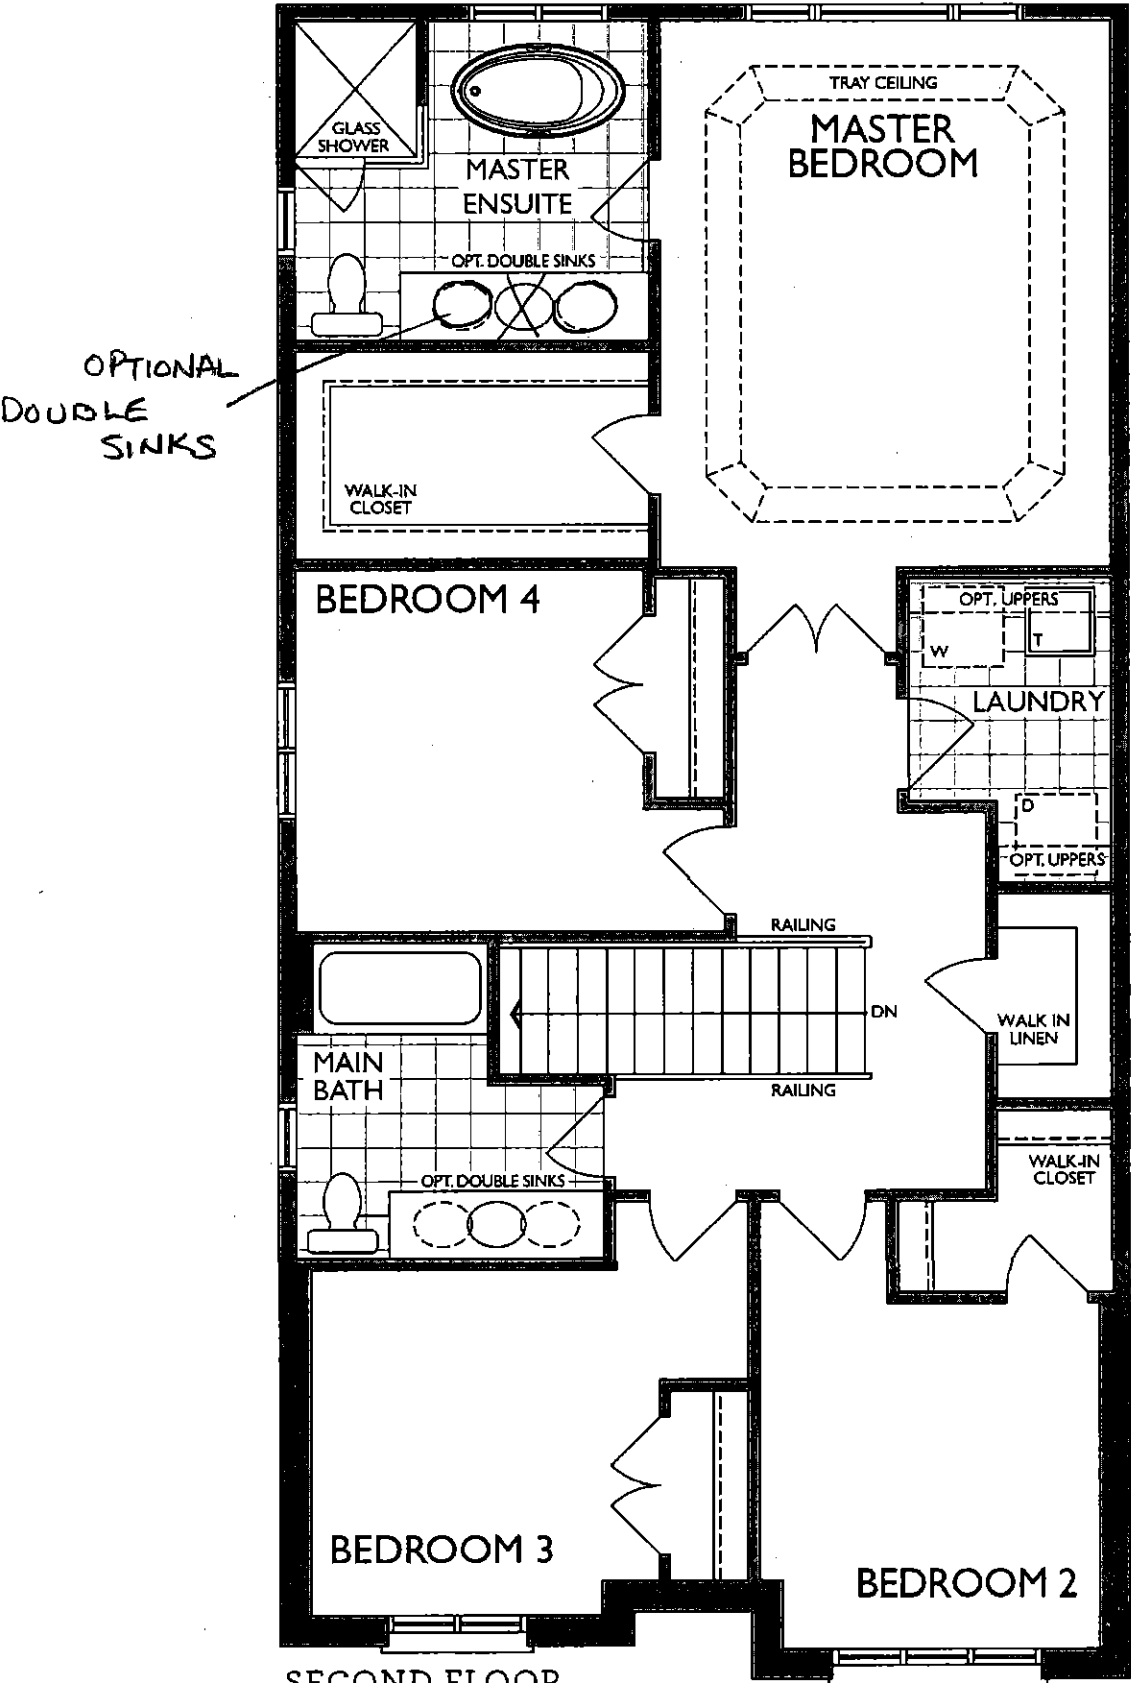 TRAY CEILING
MASTER
BEDROOM
GLASS
SHOWER
MASTER
ENSUITE
OPT. DOUBLE SINKS
OPTIONAL
DOUBLE
SINKS
WALK-IN
CLOSET
BEDROOM 4
OPT. UPPERS
W
T
LAUNDRY
D
OPT. UPPERS
RAILING
DN
WALK IN
LINEN
RAILING
MAIN
BATH
OPT. DOUBLE SINKS
WALK-IN
CLOSET
BEDROOM 3
BEDROOM 2
SECOND FLOOR